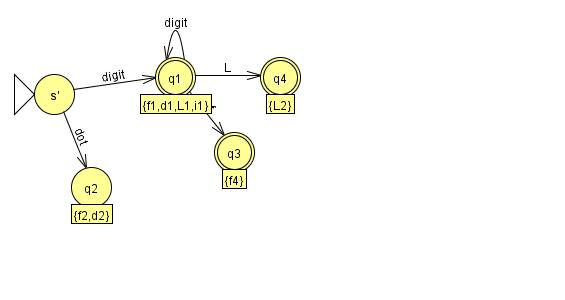 digit
digit
q1
L
q4
s'
{f1,d1,L1,i1}
{L2}
dot
q3
{f4}
q2
{f2,d2}